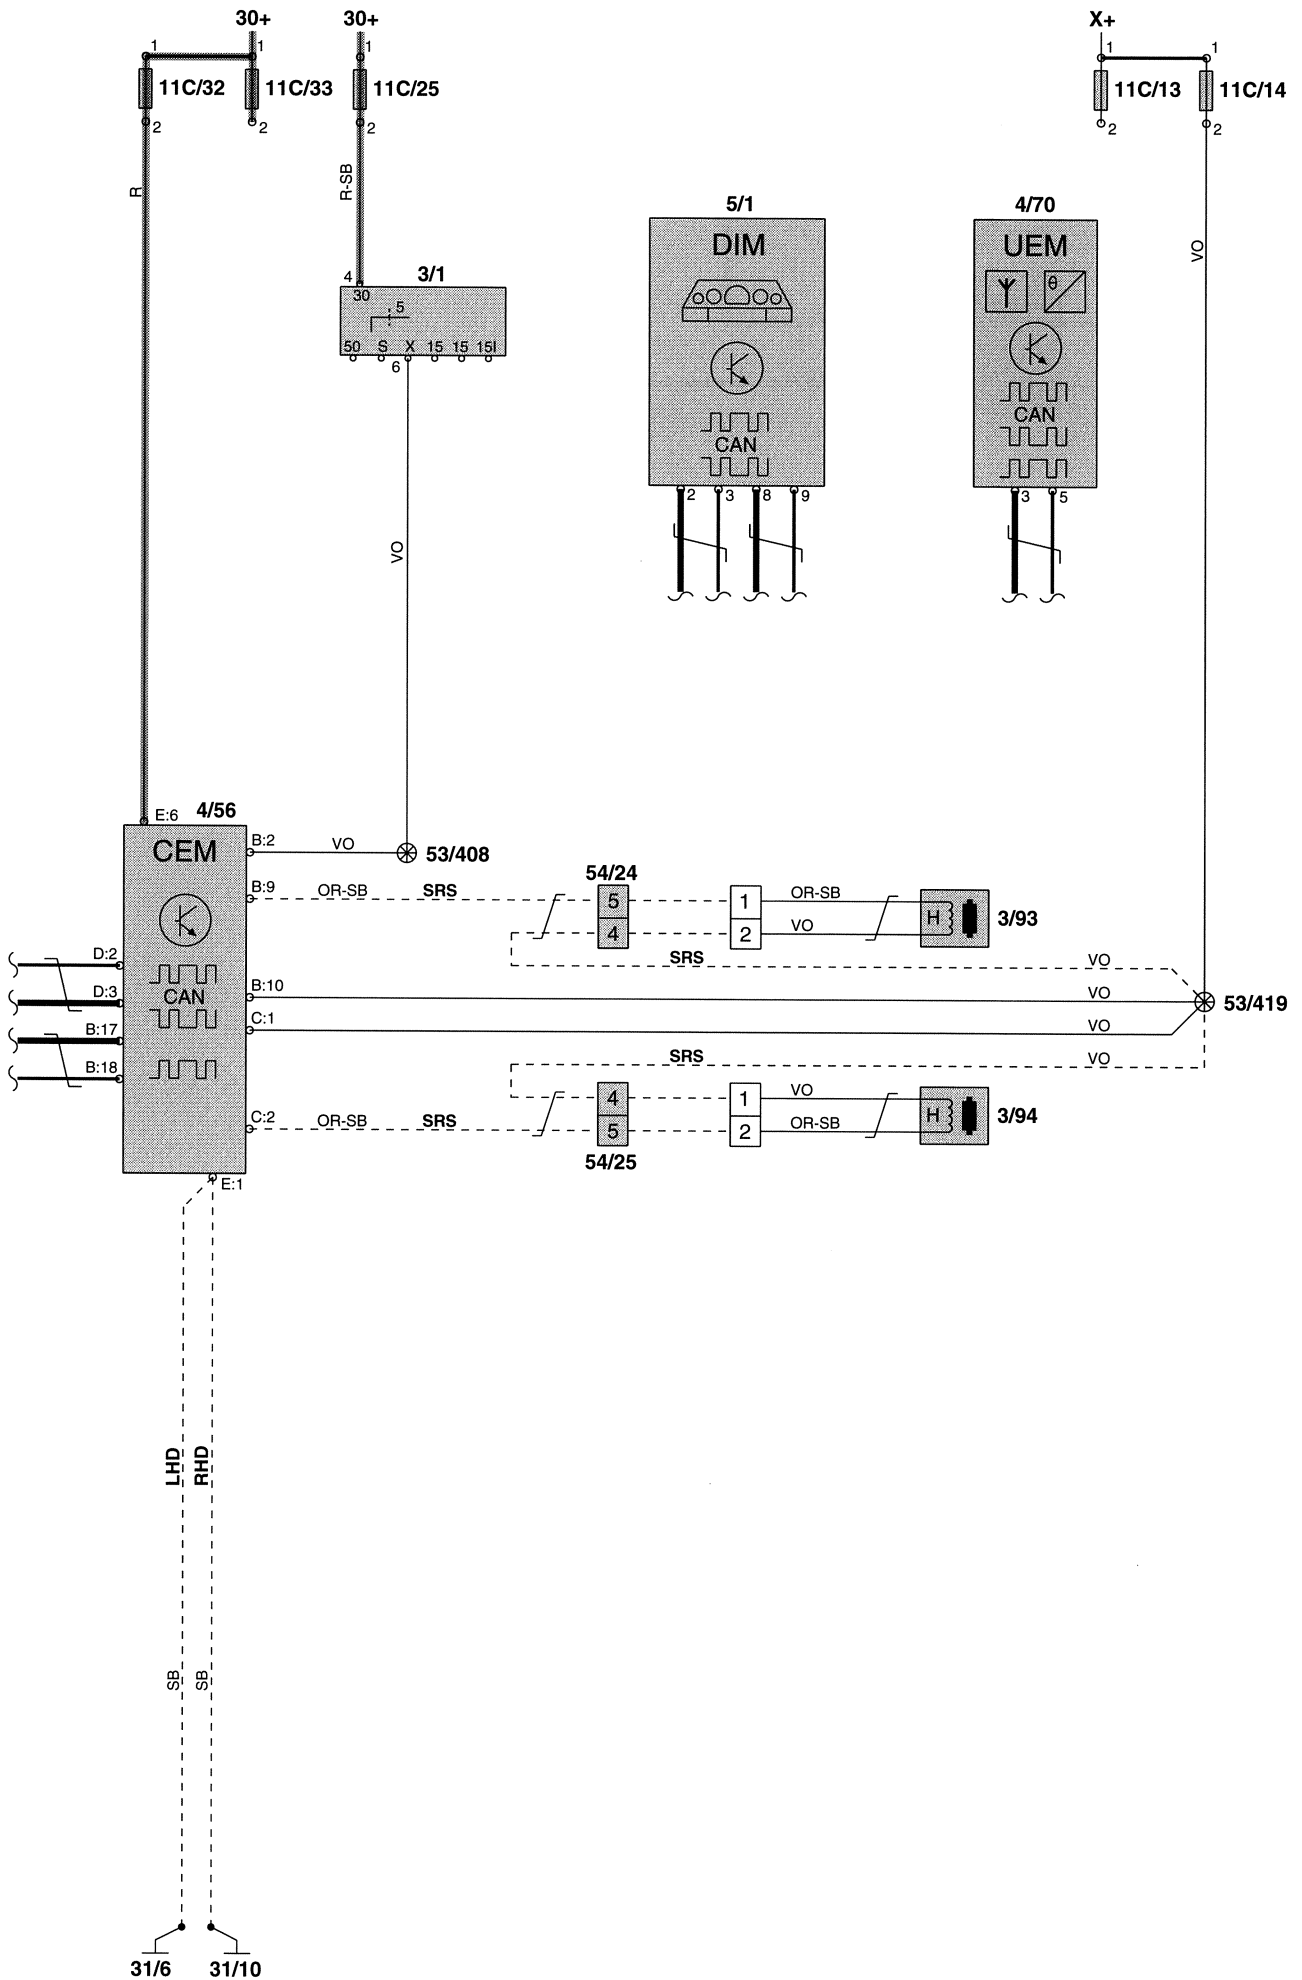 30+ 30+ X+
1 1 1 1 1
11C/32 11C/33 11C/25 11C/13 11C/14
2 2 2 2 2
R R-SB VO
5/1 4/70
DIM UEM
θ
4 3/1
30
5
50 S X 15 15 15I
6
CAN
CAN
2 3 8 9 3 5
VO
E:6 4/56
CEM
B:2 VO 53/408
54/24
B:9 OR-SB SRS 5 1 OR-SB
H 3/93
4 2 VO
D:2 SRS VO
D:3 CAN B:10 VO 53/419
B:17 C:1 VO
SRS VO
B:18
C:2 OR-SB SRS 4 1 VO
H 3/94
5 2 OR-SB
54/25
E:1
LHD RHD
SB SB
31/6 31/10